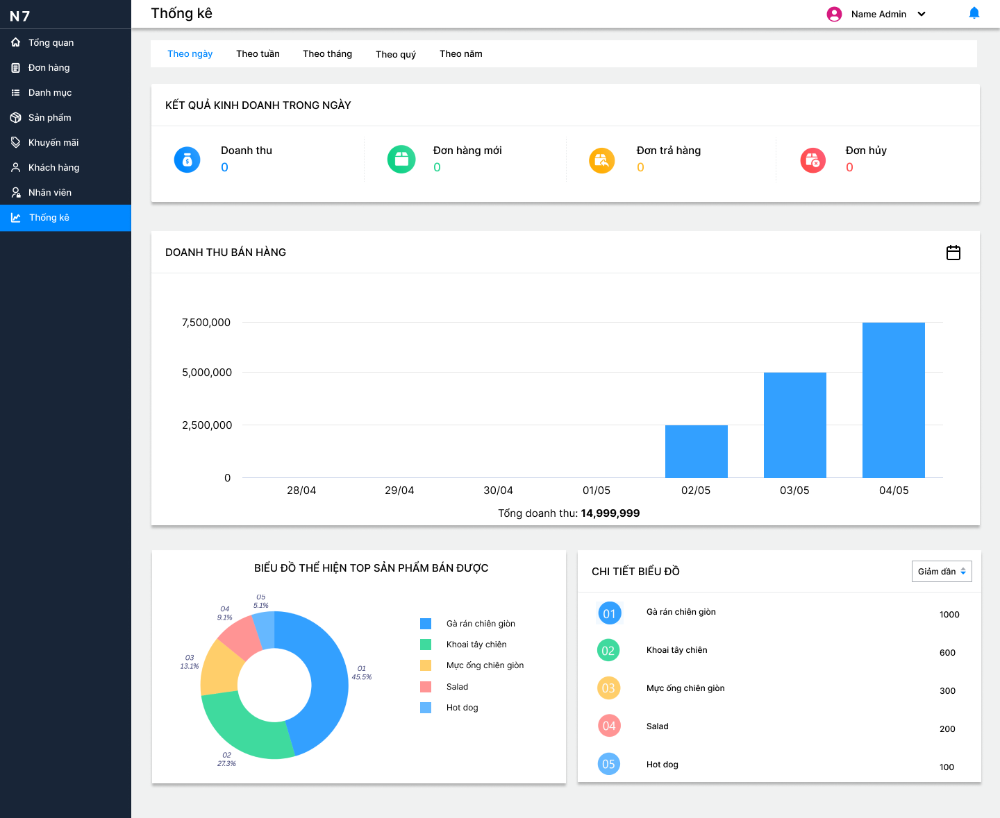 N7
Thống kê
Name Admin
Tổng quan
Đơn hàng
Danh mục
Sản phẩm
Khuyến mãi
Khách hàng
Nhân viên
Thống kê
Theo ngày Theo tuần Theo tháng Theo quý Theo năm
KẾT QUẢ KINH DOANH TRONG NGÀY
Doanh thu
0
Đơn hàng mới
0
Đơn trả hàng
0
Đơn hủy
0
DOANH THU BÁN HÀNG
7,500,000
5,000,000
2,500,000
0
28/04 29/04 30/04 01/05 02/05 03/05 04/05
Tổng doanh thu: 14,999,999
BIỂU ĐỒ THỂ HIỆN TOP SẢN PHẨM BÁN ĐƯỢC
05
5.1%
04
9.1%
03
13.1%
01
45.5%
02
27.3%
Gà rán chiên giòn
Khoai tây chiên
Mực ống chiên giòn
Salad
Hot dog
CHI TIẾT BIỂU ĐỒ
Giảm dần
01 Gà rán chiên giòn 1000
02 Khoai tây chiên 600
03 Mực ống chiên giòn 300
04 Salad 200
05 Hot dog 100